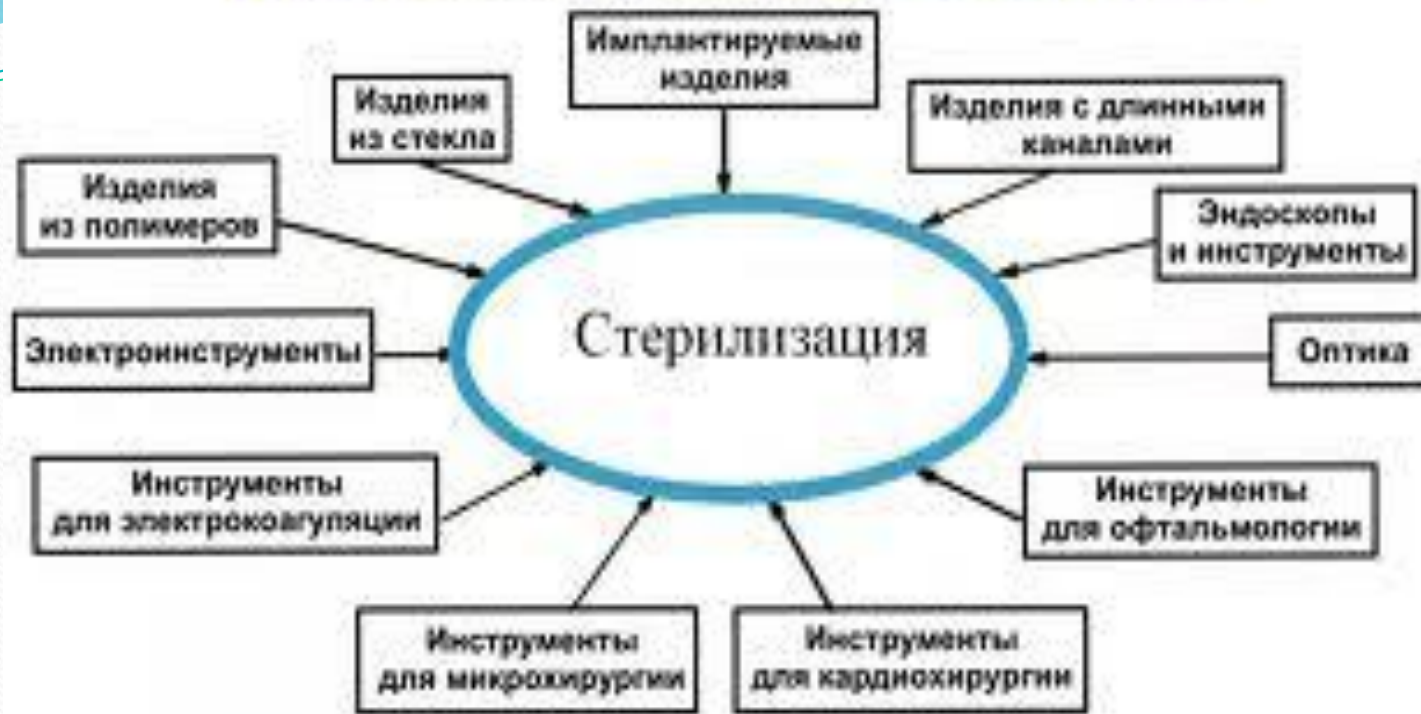 Имплантируемые
изделия
Изделия
из стекла
Изделия с длинными
каналами
Изделия
из полимеров
Эндоскопы
и инструменты
Стерилизация
Электроинструменты
Оптика
Инструменты
для электрокоагуляции
Инструменты
для офтальмологии
Инструменты
для микрохирургии
Инструменты
для кардиохирургии